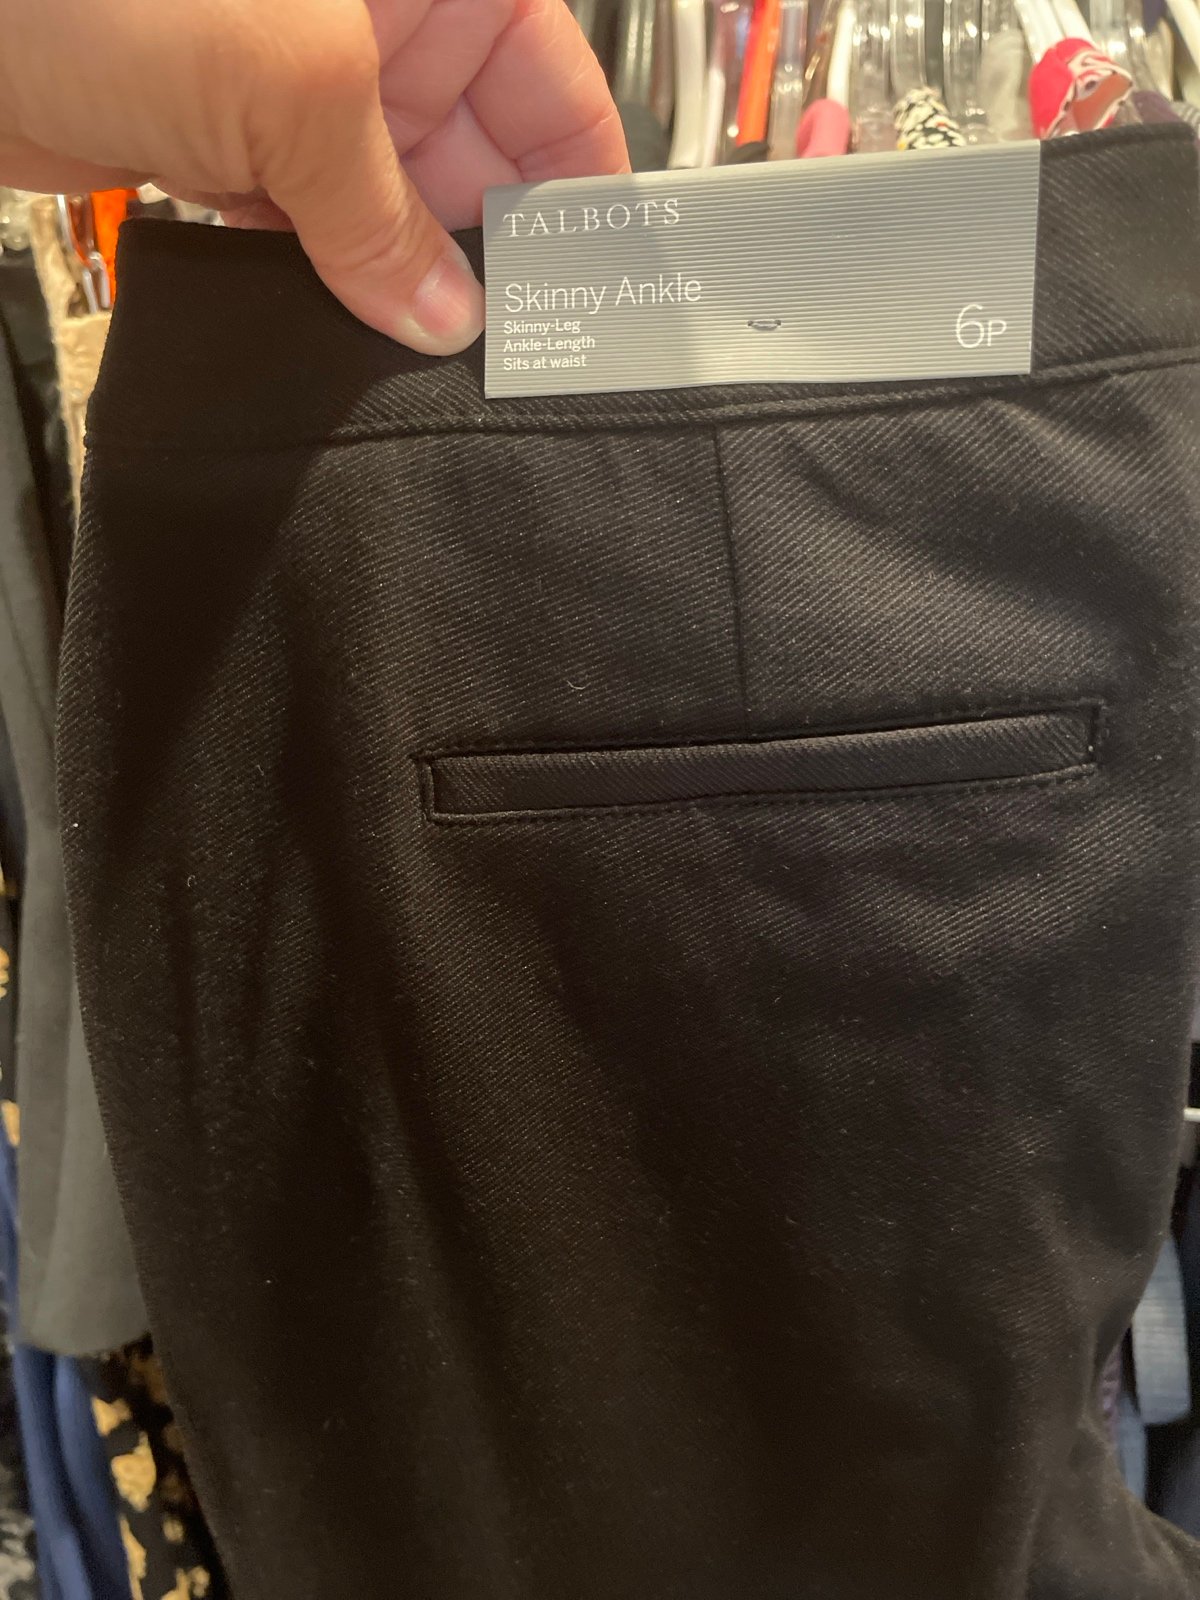 TALBOTS
Skinny Ankle
Skinny-Leg
Ankle-Length
Sits at waist
6P